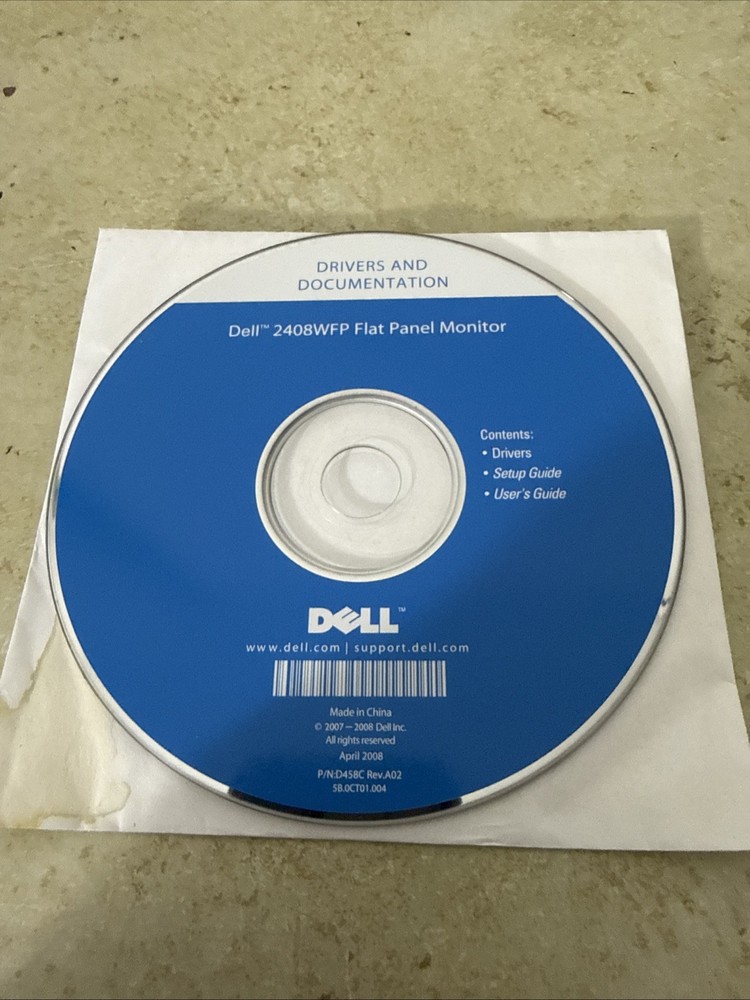 DRIVERS AND
DOCUMENTATION
Dell™ 2408WFP Flat Panel Monitor
Contents:
• Drivers
• Setup Guide
• User's Guide
DELL™
www.dell.com | support.dell.com
Made in China
© 2007—2008 Dell Inc.
All rights reserved
April 2008
P/N:D458C Rev.A02
5B.0CT01.004